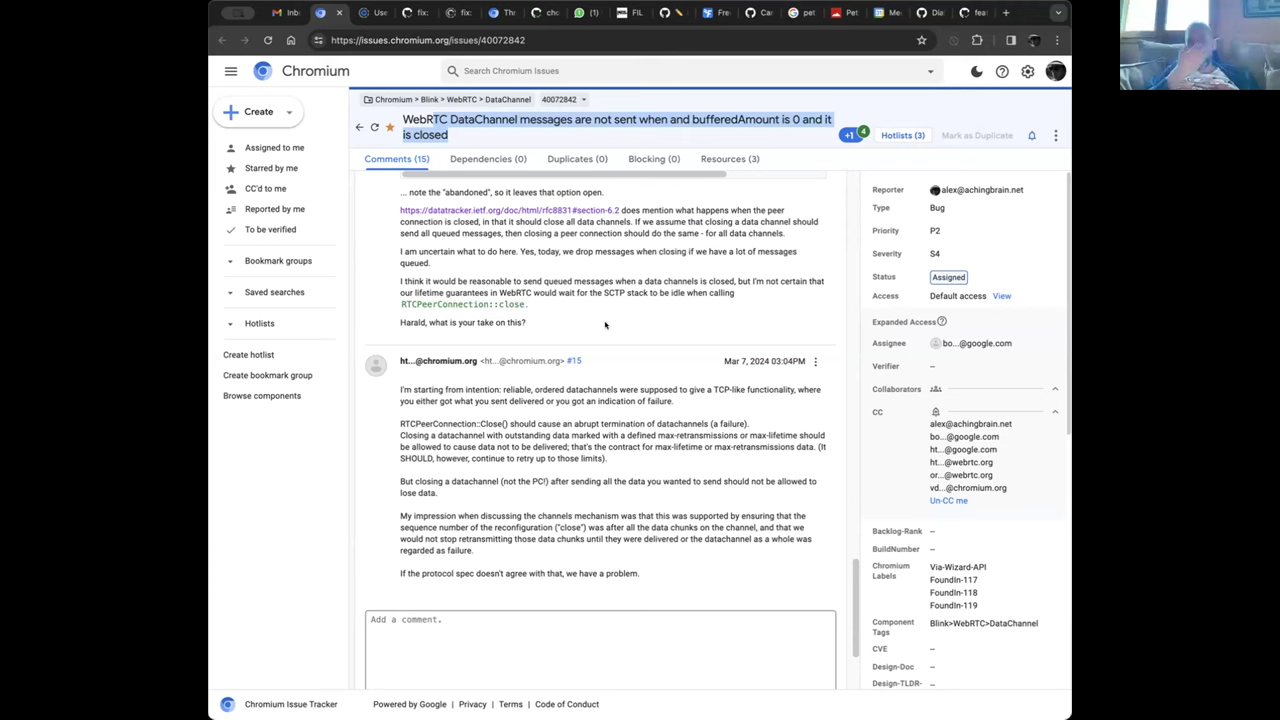 Inb
Use
fix:
fix:
Thr
cho
(1)
FIL
Fre
Car
pet
Pet
Me
Dia
fea
https://issues.chromium.org/issues/40072842
Chromium
Search Chromium Issues
Create
Assigned to me
Starred by me
CC'd to me
Reported by me
To be verified
Bookmark groups
Saved searches
Hotlists
Create hotlist
Create bookmark group
Browse components
Chromium > Blink > WebRTC > DataChannel 40072842
WebRTC DataChannel messages are not sent when and bufferedAmount is 0 and it
is closed
+1 4
Hotlists (3)
Mark as Duplicate
Comments (15)
Dependencies (0)
Duplicates (0)
Blocking (0)
Resources (3)
... note the "abandoned", so it leaves that option open.
https://datatracker.ietf.org/doc/html/rfc8831#section-6.2 does mention what happens when the peer
connection is closed, in that it should close all data channels. If we assume that closing a data channel should
send all queued messages, then closing a peer connection should do the same - for all data channels.
I am uncertain what to do here. Yes, today, we drop messages when closing if we have a lot of messages
queued.
I think it would be reasonable to send queued messages when a data channel is closed, but I'm not certain that
our lifetime guarantees in WebRTC would wait for the SCTP stack to be idle when calling
RTCPeerConnection::close.
Harald, what is your take on this?
ht...@chromium.org <ht...@chromium.org> #15
Mar 7, 2024 03:04PM
I'm starting from intention: reliable, ordered datachannels were supposed to give a TCP-like functionality, where
you either got what you sent delivered or you got an indication of failure.
RTCPeerConnection::Close() should cause an abrupt termination of datachannels (a failure).
Closing a datachannel with outstanding data marked with a defined max-retransmissions or max-lifetime should
be allowed to cause data not to be delivered; that's the contract for max-lifetime or max-retransmissions data. (It
SHOULD, however, continue to retry up to those limits).
But closing a datachannel (not the PC!) after sending all the data you wanted to send should not be allowed to
lose data.
My impression when discussing the channels mechanism was that this was supported by ensuring that the
sequence number of the reconfiguration ("close") was after all the data chunks on the channel, and that we
would not stop retransmitting those data chunks until they were delivered or the datachannel as a whole was
regarded as failure.
If the protocol spec doesn't agree with that, we have a problem.
Add a comment.
Reporter alex@achingbrain.net
Type Bug
Priority P2
Severity S4
Status Assigned
Access Default access View
Expanded Access
Assignee bo...@google.com
Verifier --
Collaborators
CC
alex@achingbrain.net
bo...@google.com
ht...@google.com
ht...@webrtc.org
or...@webrtc.org
vd...@chromium.org
Un-CC me
Backlog-Rank --
BuildNumber --
Chromium Via-Wizard-API
Labels FoundIn-117
FoundIn-118
FoundIn-119
Component Blink>WebRTC>DataChannel
Tags
CVE --
Design-Doc --
Design-TLDR- --
Chromium Issue Tracker
Powered by Google
Privacy
Terms
Code of Conduct